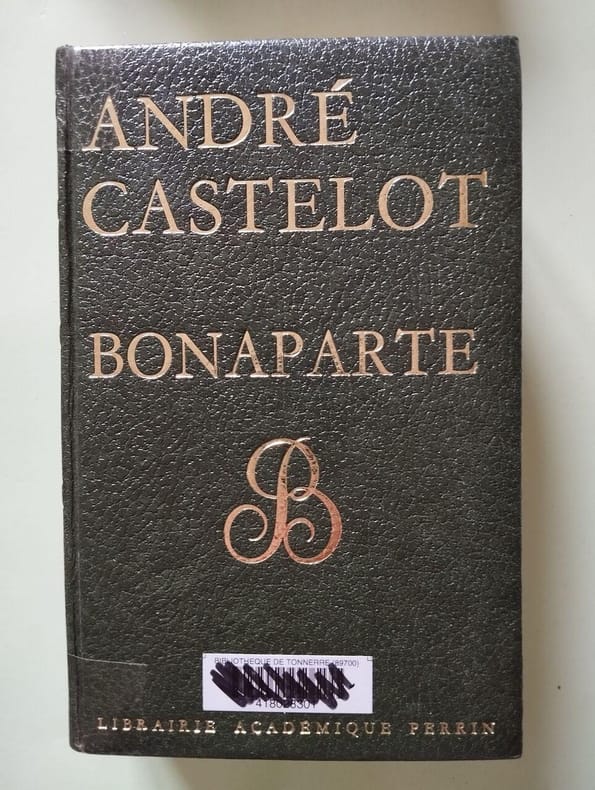 ANDRÉ
CASTELOT
BONAPARTE
B
BIBLIOTHEQUE DE TONNERRE (89700)
LIBRAIRIE ACADÉMIQUE PERRIN